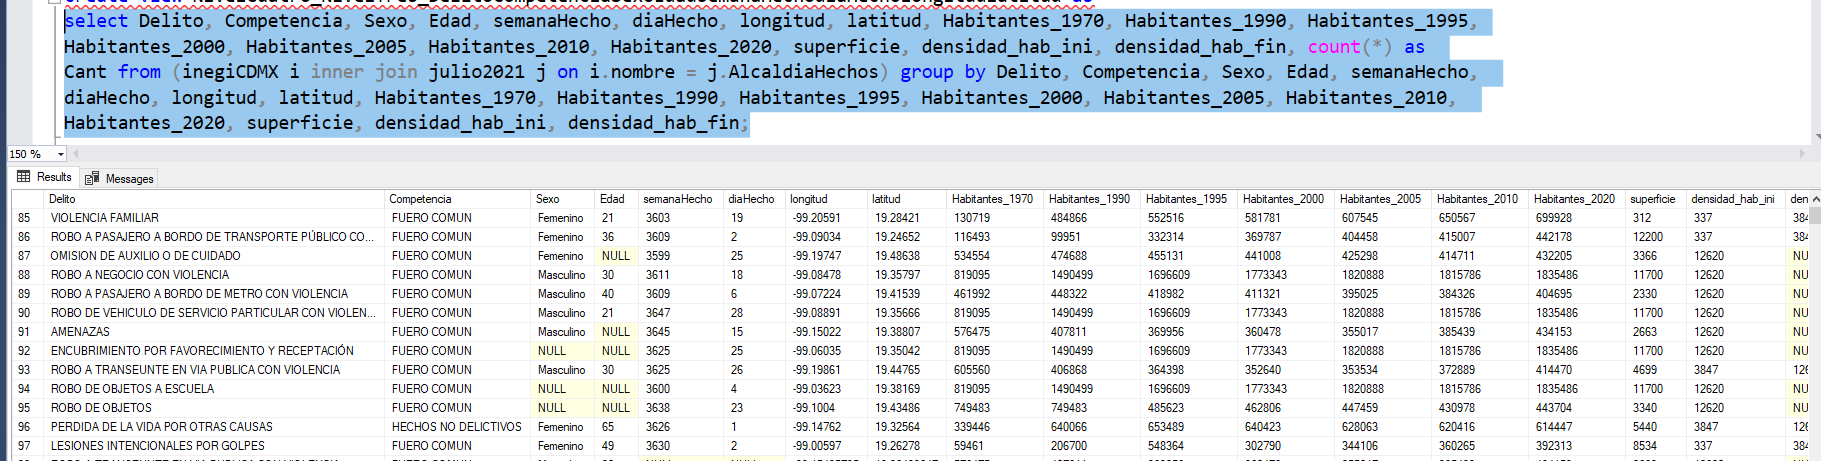 select Delito, Competencia, Sexo, Edad, semanaHecho, diaHecho, longitud, latitud, Habitantes_1970, Habitantes_1990, Habitantes_1995,
Habitantes_2000, Habitantes_2005, Habitantes_2010, Habitantes_2020, superficie, densidad_hab_ini, densidad_hab_fin, count(*) as
Cant from (inegiCDMX i inner join julio2021 j on i.nombre = j.AlcaldiaHechos) group by Delito, Competencia, Sexo, Edad, semanaHecho,
diaHecho, longitud, latitud, Habitantes_1970, Habitantes_1990, Habitantes_1995, Habitantes_2000, Habitantes_2005, Habitantes_2010,
Habitantes_2020, superficie, densidad_hab_ini, densidad_hab_fin;
150 %
Results Messages
Delito Competencia Sexo Edad semanaHecho diaHecho longitud latitud Habitantes_1970 Habitantes_1990 Habitantes_1995 Habitantes_2000 Habitantes_2005 Habitantes_2010 Habitantes_2020 superficie densidad_hab_ini den
85 VIOLENCIA FAMILIAR FUERO COMUN Femenino 21 3603 19 -99.20591 19.28421 130719 484866 552516 581781 607545 650567 699928 312 337 384
86 ROBO A PASAJERO A BORDO DE TRANSPORTE PÚBLICO CO... FUERO COMUN Femenino 36 3609 2 -99.09034 19.24652 116493 99951 332314 369787 404458 415007 442178 12200 337 384
87 OMISION DE AUXILIO O DE CUIDADO FUERO COMUN Femenino NULL 3599 25 -99.19747 19.48638 534554 474688 455131 441008 425298 414711 432205 3366 12620 NU
88 ROBO A NEGOCIO CON VIOLENCIA FUERO COMUN Masculino 30 3611 18 -99.08478 19.35797 819095 1490499 1696609 1773343 1820888 1815786 1835486 11700 12620 NU
89 ROBO A PASAJERO A BORDO DE METRO CON VIOLENCIA FUERO COMUN Masculino 40 3609 6 -99.07224 19.41539 461992 448322 418982 411321 395025 384326 404695 2330 12620 NU
90 ROBO DE VEHICULO DE SERVICIO PARTICULAR CON VIOLEN... FUERO COMUN Masculino 21 3647 28 -99.08891 19.35666 819095 1490499 1696609 1773343 1820888 1815786 1835486 11700 12620 NU
91 AMENAZAS FUERO COMUN Masculino NULL 3645 15 -99.15022 19.38807 576475 407811 369956 360478 355017 385439 434153 2663 12620 NU
92 ENCUBRIMIENTO POR FAVORECIMIENTO Y RECEPTACIÓN FUERO COMUN NULL NULL 3625 25 -99.06035 19.35042 819095 1490499 1696609 1773343 1820888 1815786 1835486 11700 12620 NU
93 ROBO A TRANSEUNTE EN VIA PUBLICA CON VIOLENCIA FUERO COMUN Masculino 30 3625 26 -99.19861 19.44765 605560 406868 364398 352640 353534 372889 414470 4699 3847 126
94 ROBO DE OBJETOS A ESCUELA FUERO COMUN NULL NULL 3600 4 -99.03623 19.38169 819095 1490499 1696609 1773343 1820888 1815786 1835486 11700 12620 NU
95 ROBO DE OBJETOS FUERO COMUN NULL NULL 3638 23 -99.1004 19.43486 749483 749483 485623 462806 447459 430978 443704 3340 12620 NU
96 PERDIDA DE LA VIDA POR OTRAS CAUSAS HECHOS NO DELICTIVOS Femenino 65 3626 1 -99.14762 19.32564 339446 640066 653489 640423 628063 620416 614447 5440 3847 126
97 LESIONES INTENCIONALES POR GOLPES FUERO COMUN Femenino 49 3630 2 -99.00597 19.26278 59461 206700 548364 302790 344106 360265 392313 8534 337 384